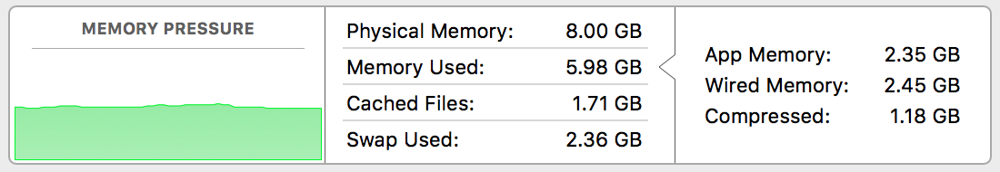 MEMORY PRESSURE
Physical Memory: 8.00 GB
Memory Used: 5.98 GB
Cached Files: 1.71 GB
Swap Used: 2.36 GB
App Memory: 2.35 GB
Wired Memory: 2.45 GB
Compressed: 1.18 GB